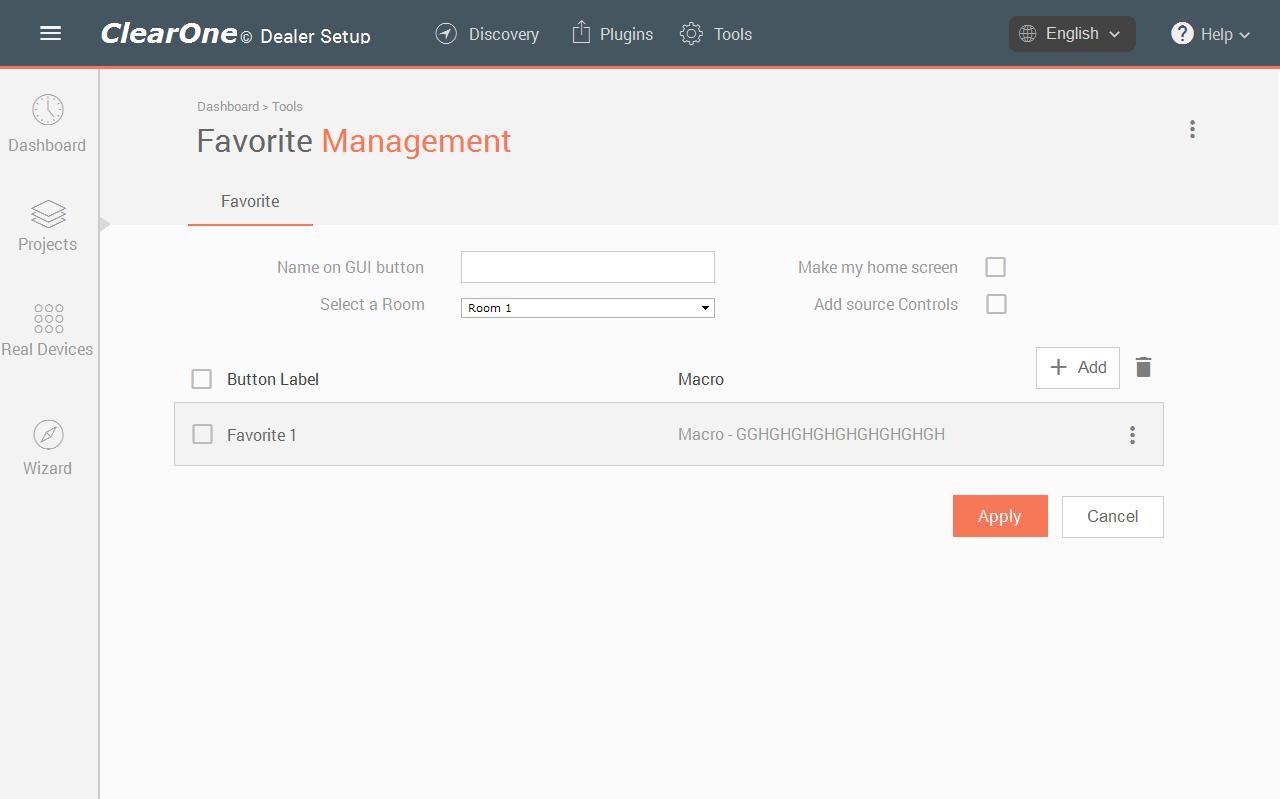 ClearOne© Dealer Setup
Discovery
Plugins
Tools
English
? Help
Dashboard
Projects
Real Devices
Wizard
Dashboard > Tools
Favorite Management
Favorite
Name on GUI button
Make my home screen
Select a Room
Room 1
Add source Controls
Button Label
Macro
+ Add
Favorite 1
Macro - GGHGHGHGHGHGHGHGHGH
Apply
Cancel